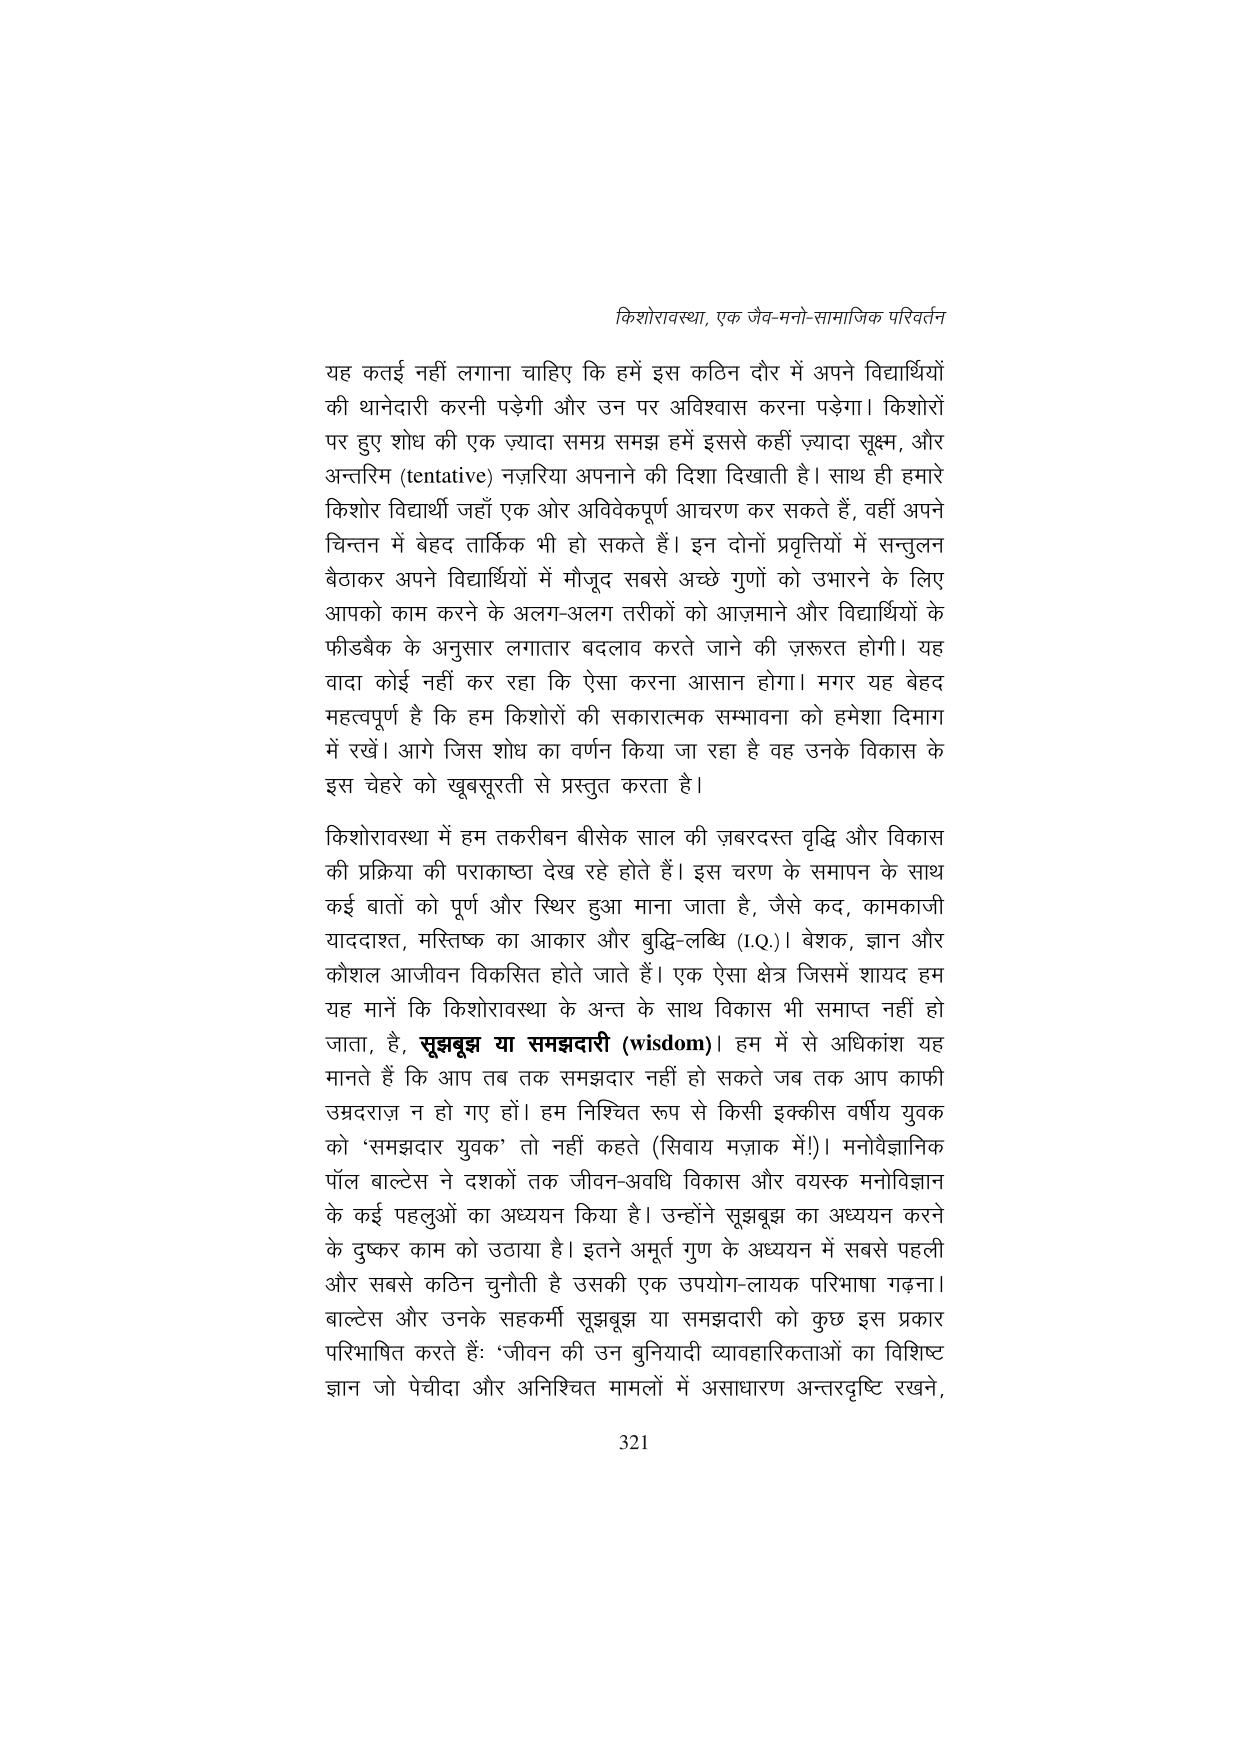 किशोरावस्था, एक जैव-मनो-सामाजिक परिवर्तन
यह कतई नहीं लगाना चाहिए कि हमें इस कठिन दौर में अपने विद्यार्थियों
की थानेदारी करनी पड़ेगी और उन पर अविश्वास करना पड़ेगा। किशोरों
पर हुए शोध की एक ज़्यादा समग्र समझ हमें इससे कहीं ज़्यादा सूक्ष्म, और
अन्तरिम (tentative) नज़रिया अपनाने की दिशा दिखाती है। साथ ही हमारे
किशोर विद्यार्थी जहाँ एक ओर अविवेकपूर्ण आचरण कर सकते हैं, वहीं अपने
चिन्तन में बेहद तार्किक भी हो सकते हैं। इन दोनों प्रवृत्तियों में सन्तुलन
बैठाकर अपने विद्यार्थियों में मौजूद सबसे अच्छे गुणों को उभारने के लिए
आपको काम करने के अलग-अलग तरीकों को आज़माने और विद्यार्थियों के
फीडबैक के अनुसार लगातार बदलाव करते जाने की ज़रूरत होगी। यह
वादा कोई नहीं कर रहा कि ऐसा करना आसान होगा। मगर यह बेहद
महत्वपूर्ण है कि हम किशोरों की सकारात्मक सम्भावना को हमेशा दिमाग
में रखें। आगे जिस शोध का वर्णन किया जा रहा है वह उनके विकास के
इस चेहरे को खूबसूरती से प्रस्तुत करता है।
किशोरावस्था में हम तकरीबन बीसेक साल की ज़बरदस्त वृद्धि और विकास
की प्रक्रिया की पराकाष्ठा देख रहे होते हैं। इस चरण के समापन के साथ
कई बातों को पूर्ण और स्थिर हुआ माना जाता है, जैसे कद, कामकाजी
याददाश्त, मस्तिष्क का आकार और बुद्धि-लब्धि (I.Q.)। बेशक, ज्ञान और
कौशल आजीवन विकसित होते जाते हैं। एक ऐसा क्षेत्र जिसमें शायद हम
यह मानें कि किशोरावस्था के अन्त के साथ विकास भी समाप्त नहीं हो
जाता, है, सूझबूझ या समझदारी (wisdom)। हम में से अधिकांश यह
मानते हैं कि आप तब तक समझदार नहीं हो सकते जब तक आप काफी
उम्रदराज़ न हो गए हों। हम निश्चित रूप से किसी इक्कीस वर्षीय युवक
को ‘समझदार युवक’ तो नहीं कहते (सिवाय मज़ाक में!)। मनोवैज्ञानिक
पॉल बाल्टेस ने दशकों तक जीवन-अवधि विकास और वयस्क मनोविज्ञान
के कई पहलुओं का अध्ययन किया है। उन्होंने सूझबूझ का अध्ययन करने
के दुष्कर काम को उठाया है। इतने अमूर्त गुण के अध्ययन में सबसे पहली
और सबसे कठिन चुनौती है उसकी एक उपयोग-लायक परिभाषा गढ़ना।
बाल्टेस और उनके सहकर्मी सूझबूझ या समझदारी को कुछ इस प्रकार
परिभाषित करते हैंः ‘जीवन की उन बुनियादी व्यावहारिकताओं का विशिष्ट
ज्ञान जो पेचीदा और अनिश्चित मामलों में असाधारण अन्तरदृष्टि रखने,
321